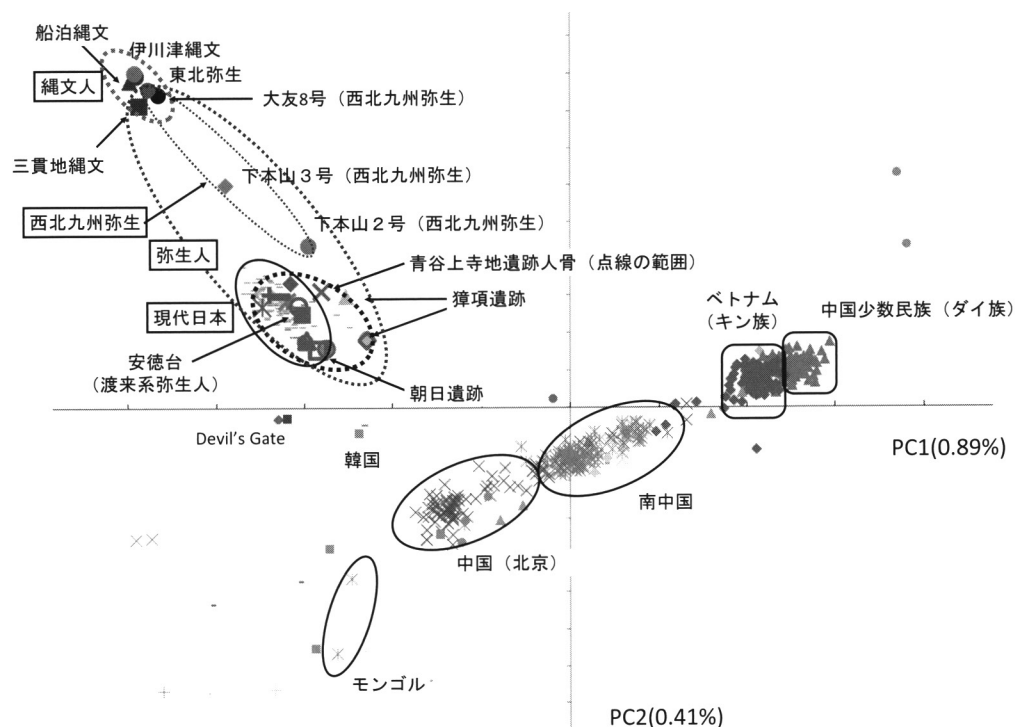 船泊縄文
伊川津縄文
縄文人
東北弥生
大友8号（西北九州弥生）
三貫地縄文
下本山３号（西北九州弥生）
西北九州弥生
下本山２号（西北九州弥生）
弥生人
青谷上寺地遺跡人骨（点線の範囲）
獐項遺跡
現代日本
安徳台
（渡来系弥生人）
朝日遺跡
ベトナム
（キン族）
中国少数民族（ダイ族）
Devil's Gate
韓国
PC1(0.89%)
南中国
中国（北京）
モンゴル
PC2(0.41%)